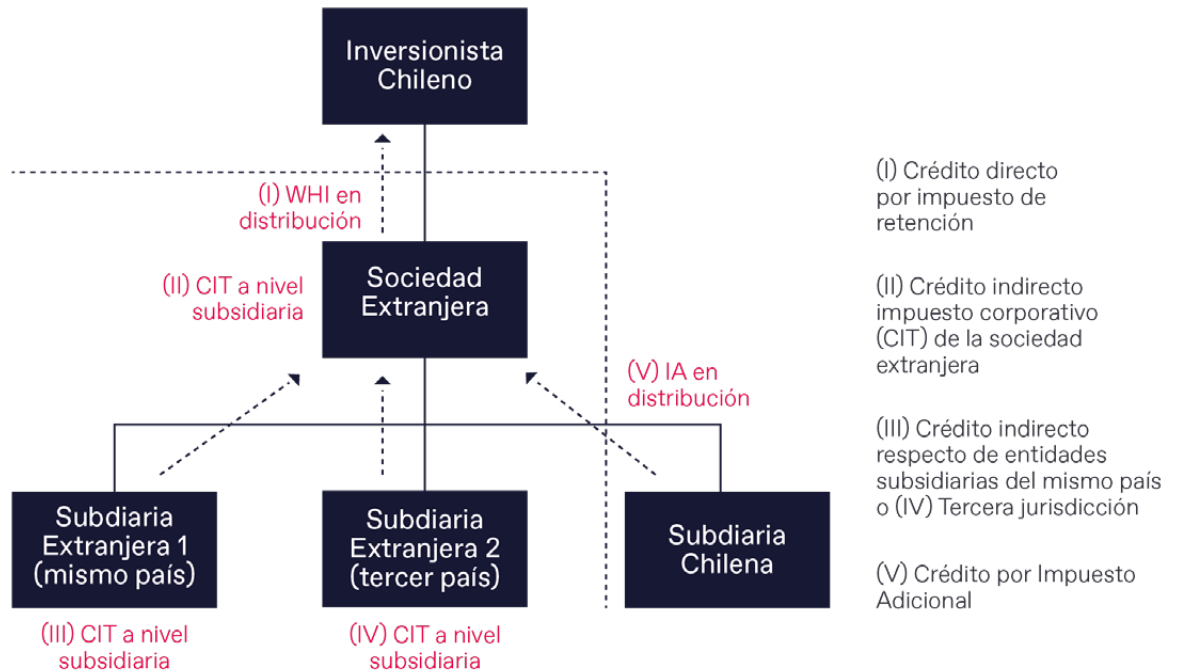 Inversionista
Chileno
(I) WHI en
distribución
(II) CIT a nivel
subsidiaria
Sociedad
Extranjera
(V) IA en
distribución
Subdiaria
Extranjera 1
(mismo país)
Subdiaria
Extranjera 2
(tercer país)
Subdiaria
Chilena
(III) CIT a nivel
subsidiaria
(IV) CIT a nivel
subsidiaria
(I) Crédito directo
por impuesto de
retención
(II) Crédito indirecto
impuesto corporativo
(CIT) de la sociedad
extranjera
(III) Crédito indirecto
respecto de entidades
subsidiarias del mismo país
o (IV) Tercera jurisdicción
(V) Crédito por Impuesto
Adicional